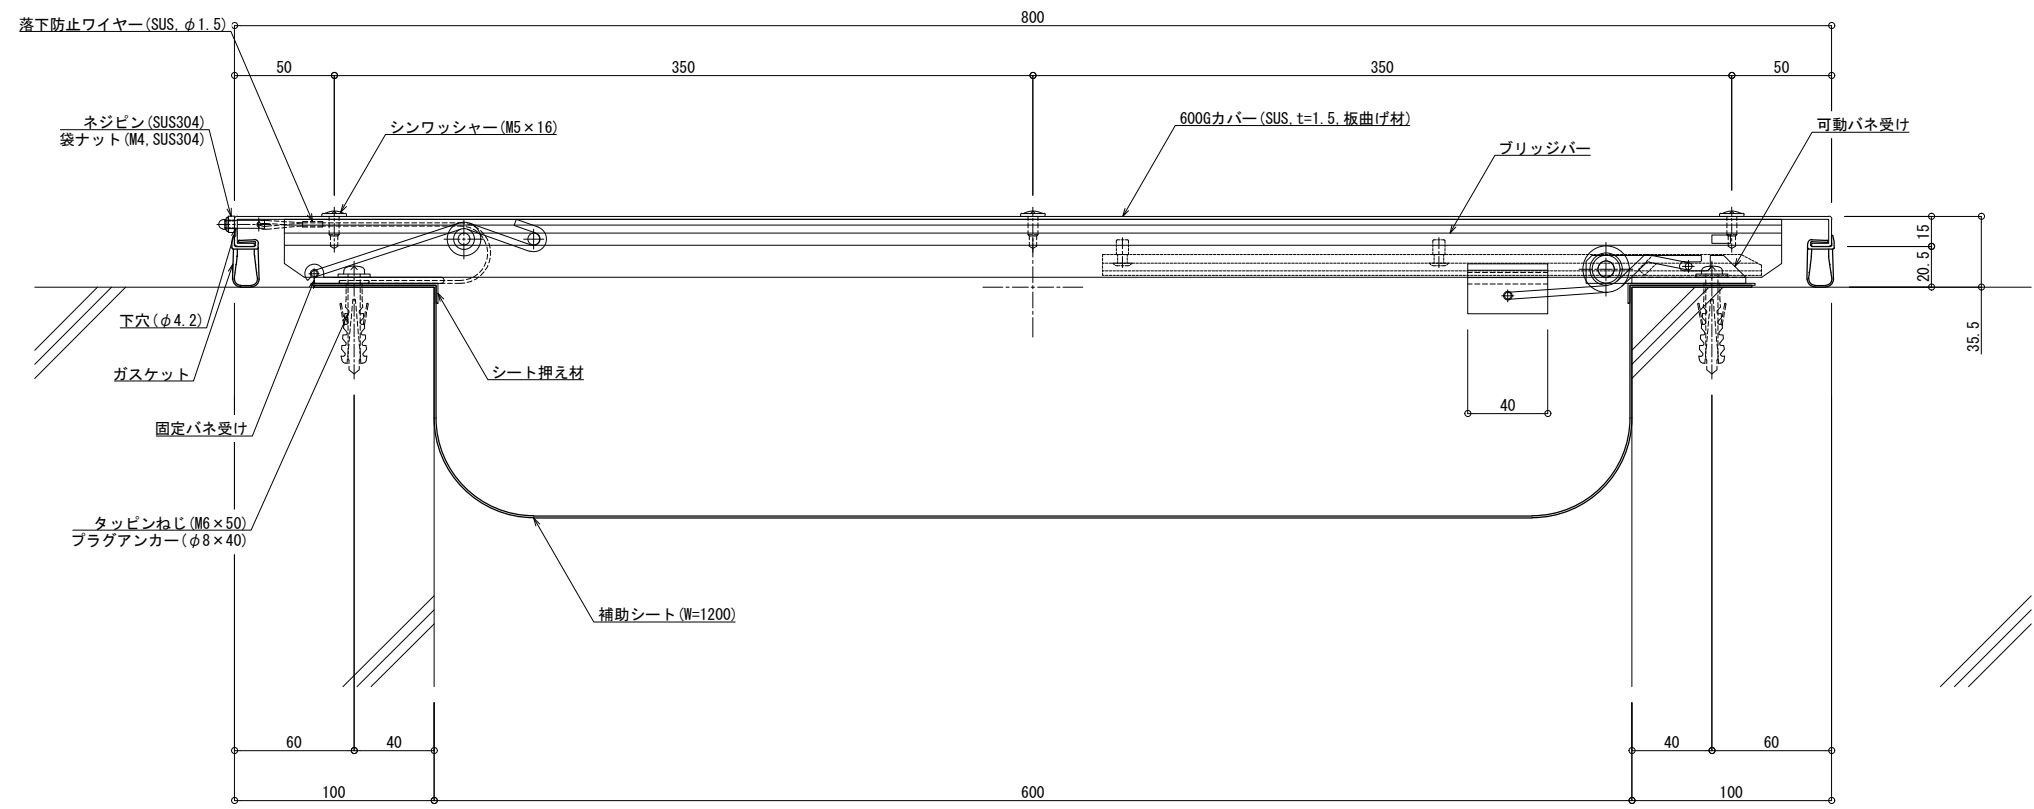 落下防止ワイヤー(SUS, φ1.5)
800
50
350
350
50
ネジピン(SUS304)
袋ナット(M4, SUS304)
シンワッシャー(M5×16)
600Gカバー(SUS, t=1.5, 板曲げ材)
ブリッジバー
可動バネ受け
15
20.5
35.5
下穴(φ4.2)
ガスケット
シート押え材
40
固定バネ受け
タッピンねじ(M6×50)
プラグアンカー(φ8×40)
補助シート(W=1200)
60
40
40
60
100
600
100